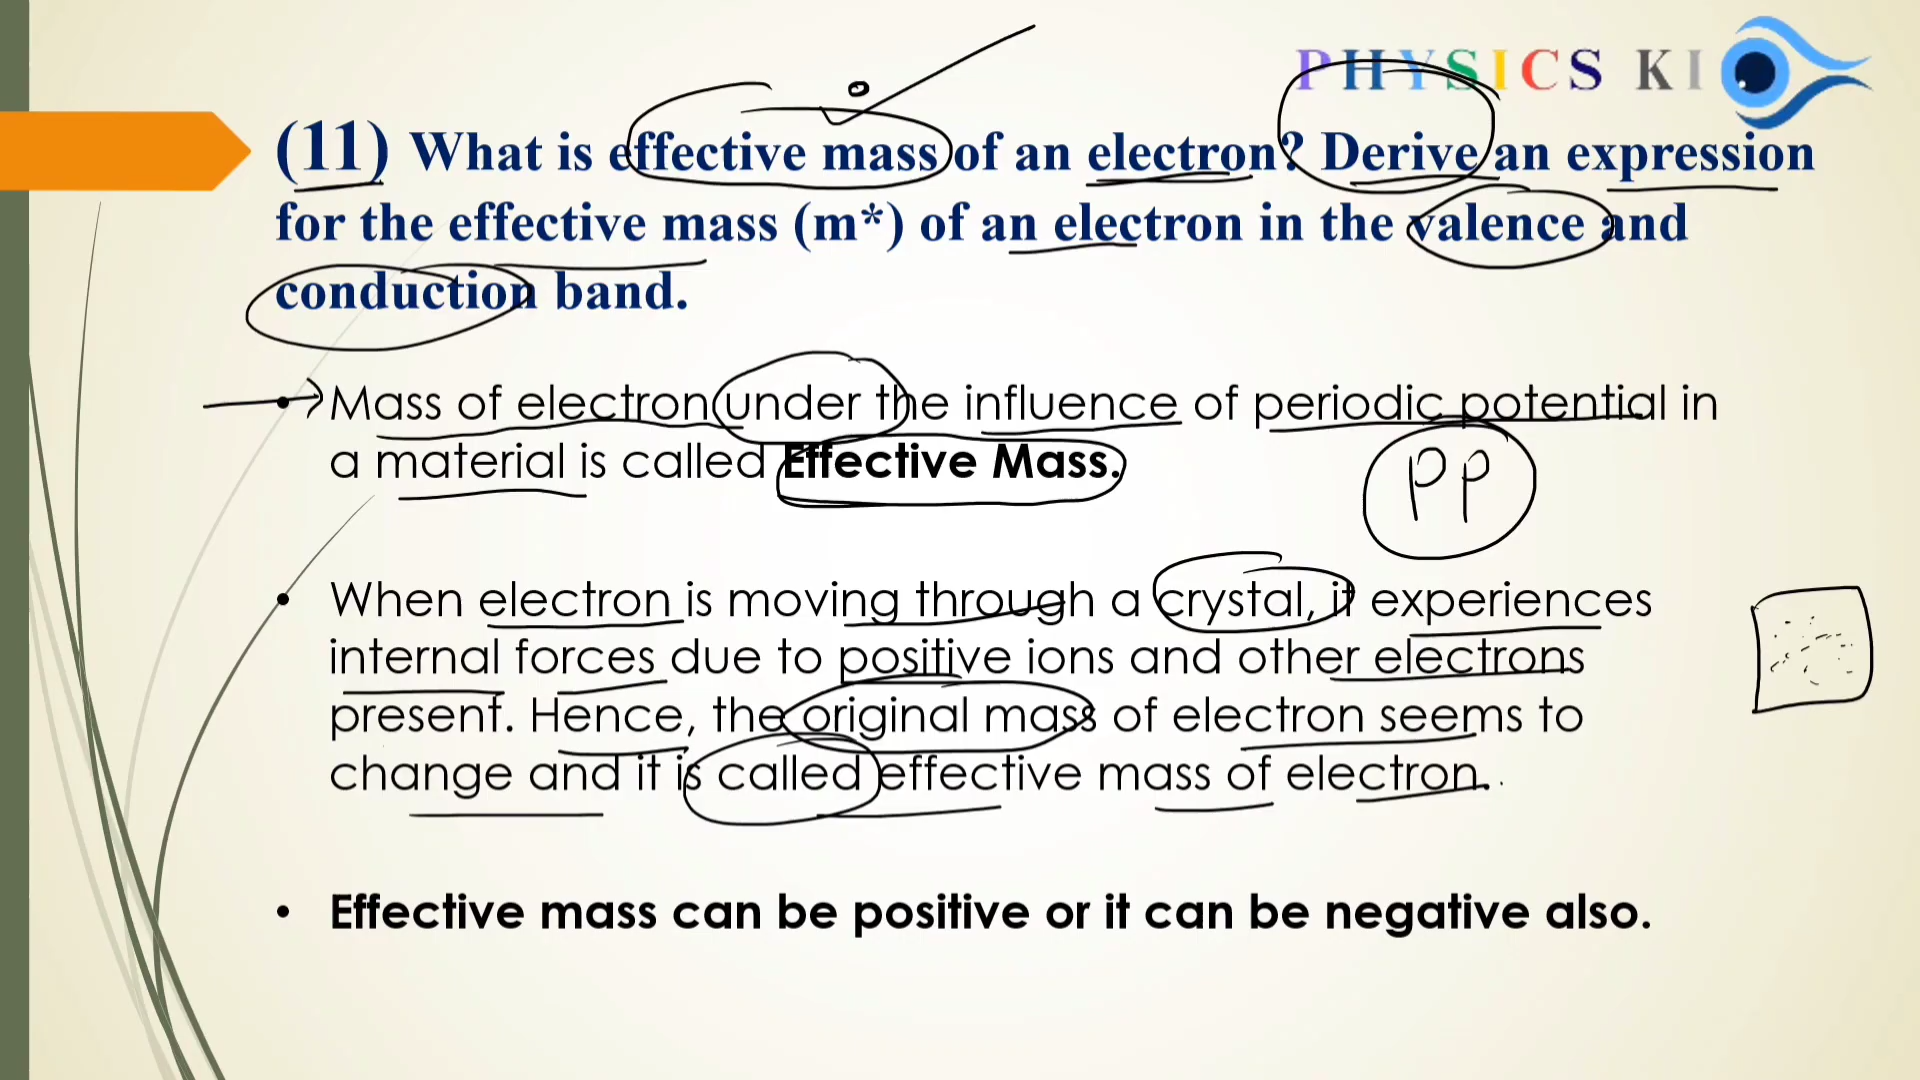 PHYSICS KI
(11) What is effective mass of an electron? Derive an expression
for the effective mass (m*) of an electron in the valence and
conduction band.
• Mass of electron under the influence of periodic potential in
a material is called Effective Mass.
PP
• When electron is moving through a crystal, it experiences
internal forces due to positive ions and other electrons
present. Hence, the original mass of electron seems to
change and it is called effective mass of electron.
• Effective mass can be positive or it can be negative also.